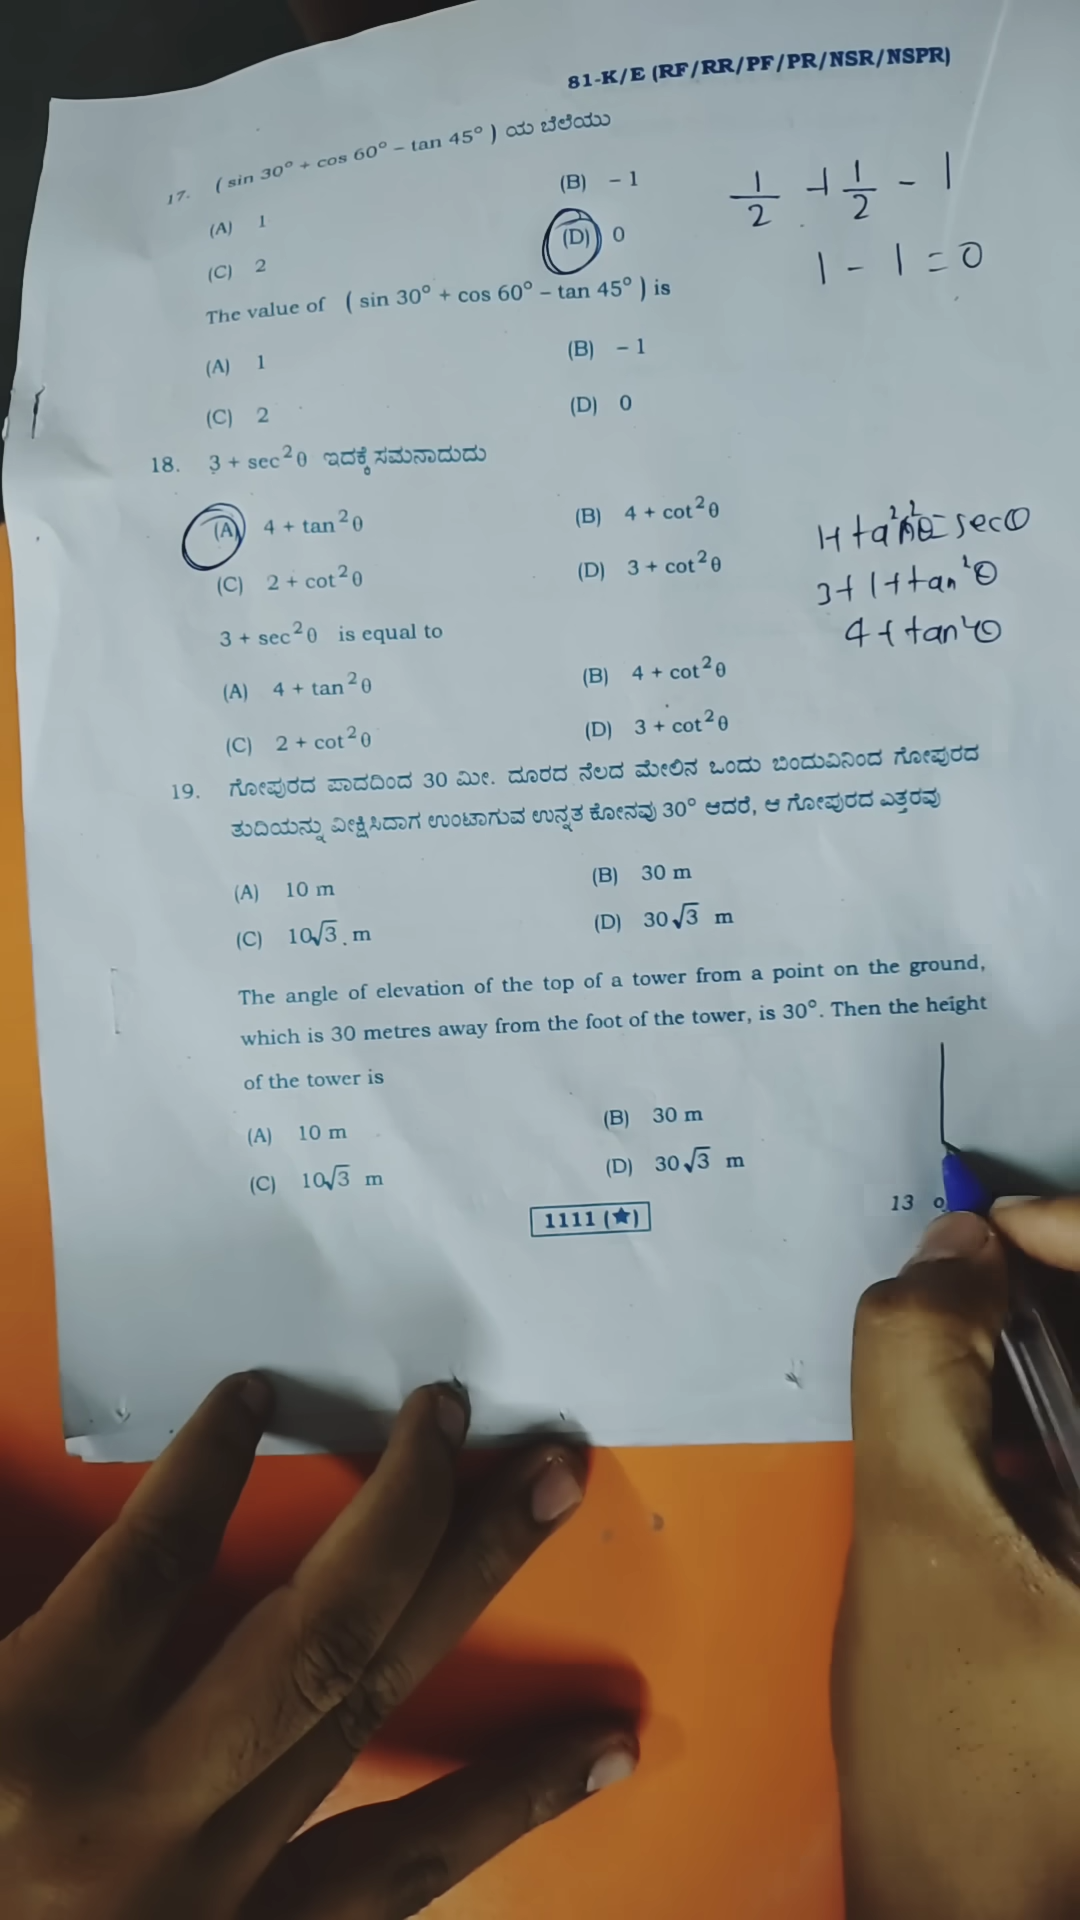 81-K/E (RF/RR/PF/PR/NSR/NSPR)
17. ( sin 30° + cos 60° – tan 45° ) ಯ ಬೆಲೆಯು
(A) 1 (B) – 1
(C) 2 (D) 0
1/2 + 1/2 - 1
1 - 1 = 0
The value of ( sin 30° + cos 60° – tan 45° ) is
(A) 1 (B) – 1
(C) 2 (D) 0
18. 3 + sec²θ ಇದಕ್ಕೆ ಸಮನಾದುದು
(A) 4 + tan²θ (B) 4 + cot²θ
(C) 2 + cot²θ (D) 3 + cot²θ
3 + 1 + tan²θ
3 + sec²θ is equal to
(A) 4 + tan²θ (B) 4 + cot²θ
(C) 2 + cot²θ (D) 3 + cot²θ
19. ಗೋಪುರದ ಪಾದದಿಂದ 30 ಮೀ. ದೂರದ ನೆಲದ ಮೇಲಿನ ಒಂದು ಬಿಂದುವಿನಿಂದ ಗೋಪುರದ
ತುದಿಯನ್ನು ವೀಕ್ಷಿಸಿದಾಗ ಉಂಟಾಗುವ ಉನ್ನತ ಕೋನವು 30° ಆದರೆ, ಆ ಗೋಪುರದ ಎತ್ತರವು
(A) 10 m (B) 30 m
(C) 10√3 m (D) 30√3 m
The angle of elevation of the top of a tower from a point on the ground,
which is 30 metres away from the foot of the tower, is 30°. Then the height
of the tower is
(A) 10 m (B) 30 m
(C) 10√3 m (D) 30√3 m
1111 (★)
13